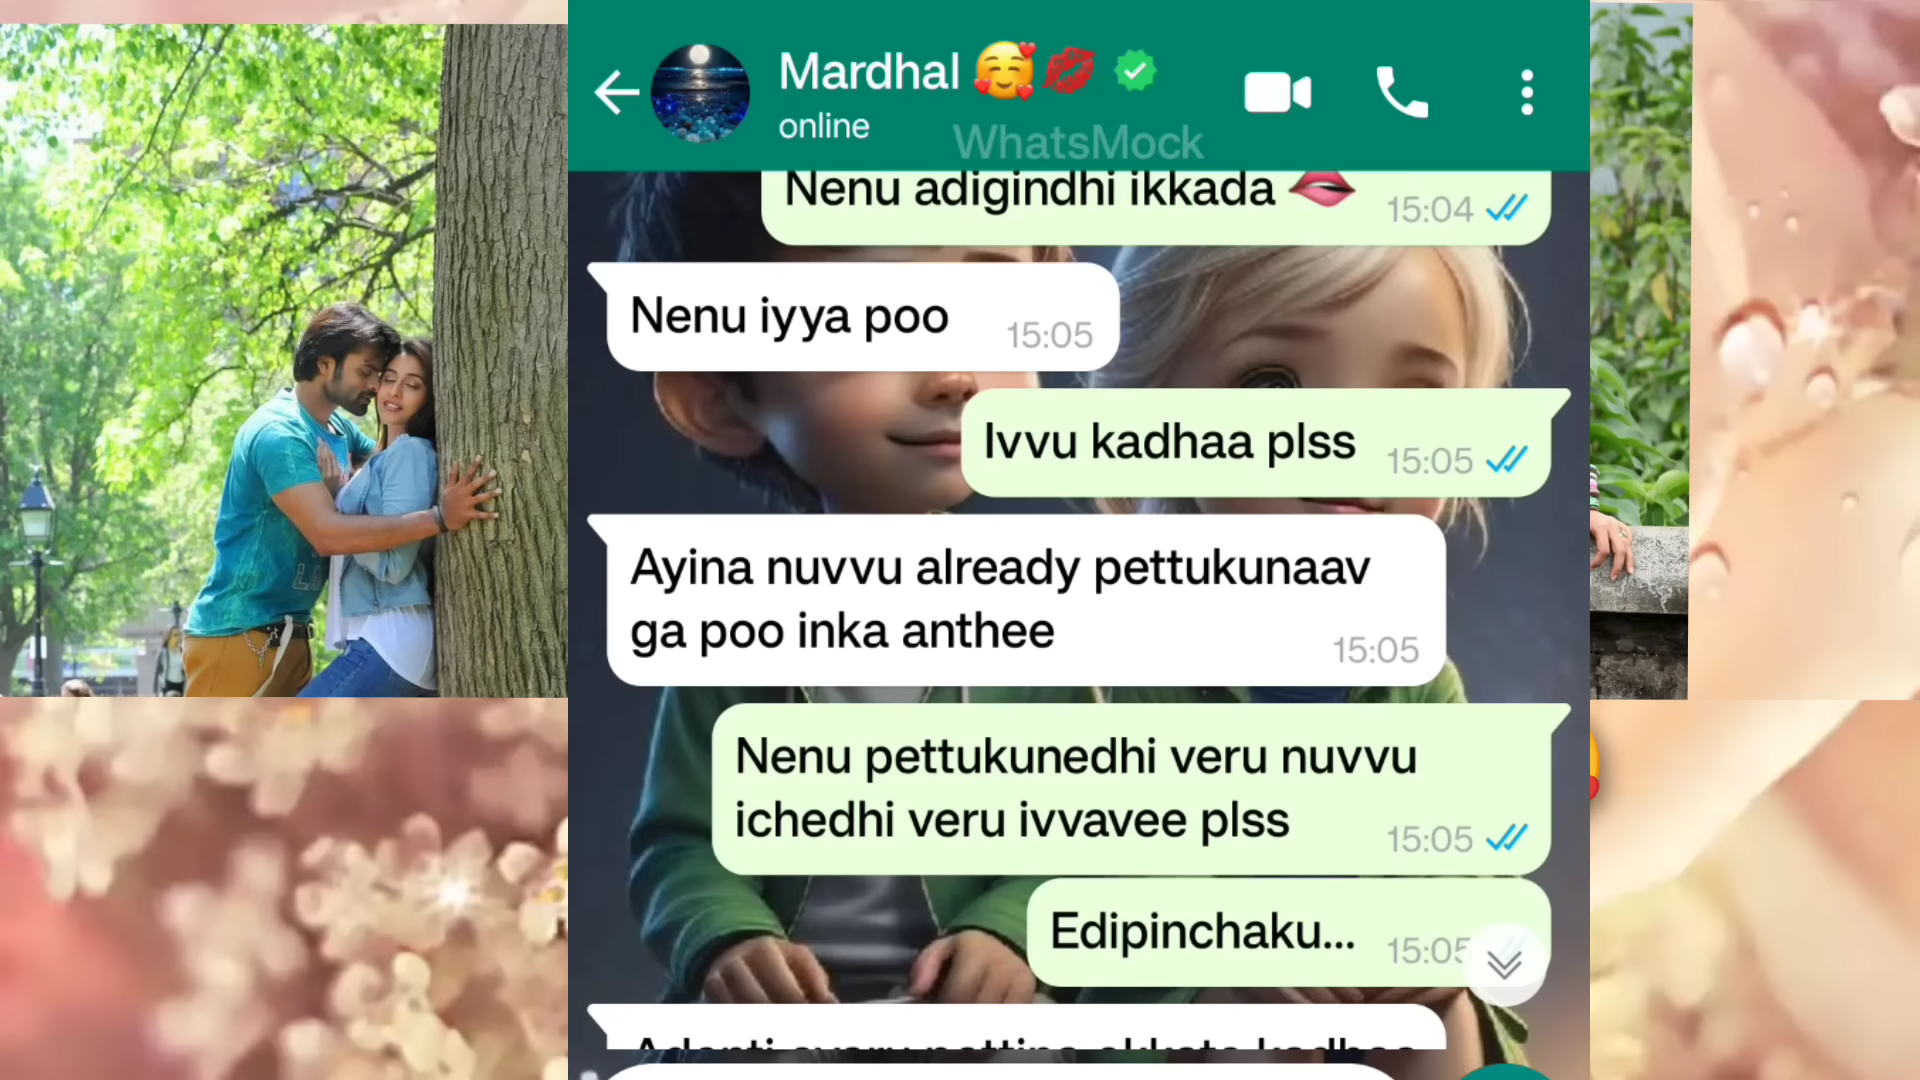 Mardhal 🥰💋
online
WhatsMock
Nenu adigindhi ikkada 🫦 15:04
Nenu iyya poo 15:05
Ivvu kadhaa plss 15:05
Ayina nuvvu already pettukunaav
ga poo inka anthee 15:05
Nenu pettukunedhi veru nuvvu
ichedhi veru ivvavee plss 15:05
Edipinchaku... 15:05